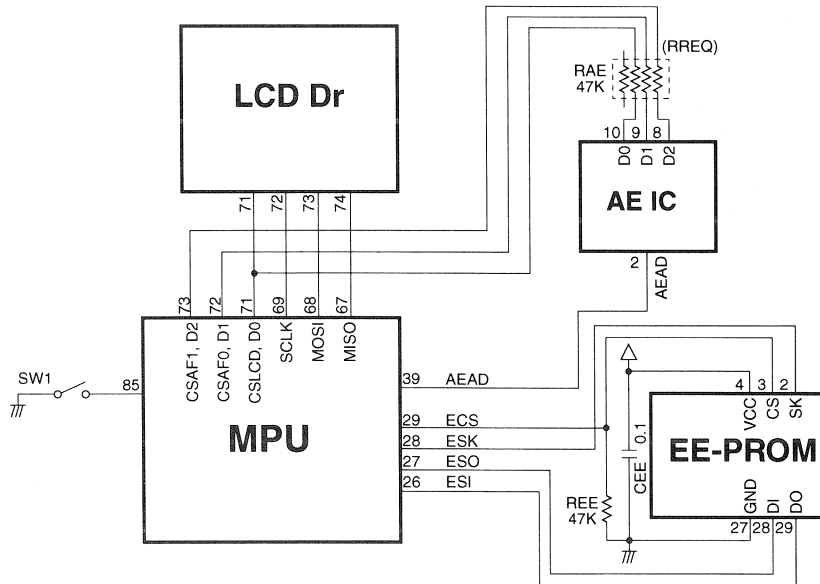 LCD Dr
71
72
73
74
(RREQ)
RAE
47K
10
9
8
D0
D1
D2
AE IC
2
AEAD
73
72
71
69
68
67
CSAF1, D2
CSAF0, D1
CSLCD, D0
SCLK
MOSI
MISO
SW1
85
MPU
39 AEAD
29 ECS
28 ESK
27 ESO
26 ESI
4
3
2
VCC
CS
SK
EE-PROM
GND
DI
DO
27
28
29
CEE 0.1
REE
47K